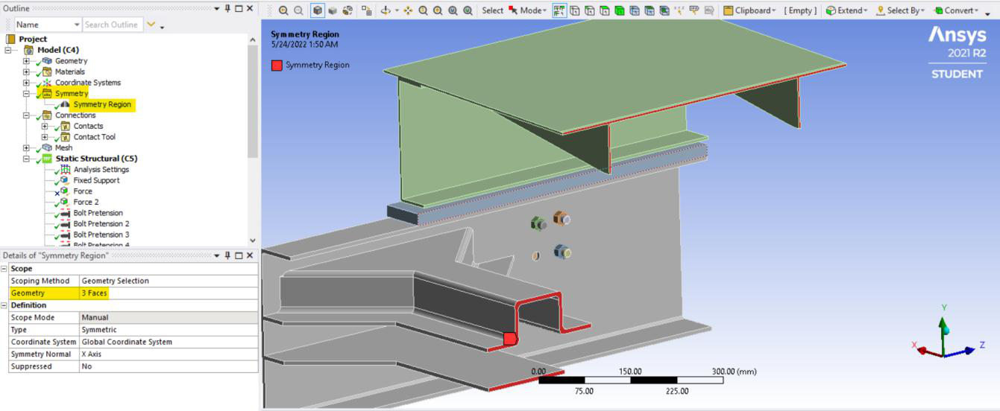 Outline
Name
Search Outline
Project
Model (C4)
Geometry
Materials
Coordinate Systems
Symmetry
Symmetry Region
Connections
Contacts
Contact Tool
Mesh
Static Structural (C5)
Analysis Settings
Fixed Support
Force
Force 2
Bolt Pretension
Bolt Pretension 2
Bolt Pretension 3
Bolt Pretension 4
Details of "Symmetry Region"
Scope
Scoping Method Geometry Selection
Geometry 3 Faces
Definition
Scope Mode Manual
Type Symmetric
Coordinate System Global Coordinate System
Symmetry Normal X Axis
Suppressed No
Select Mode Clipboard [ Empty ] Extend Select By Convert
Symmetry Region
5/24/2022 1:50 AM
Symmetry Region
Ansys
2021 R2
STUDENT
Y
X
Z
0.00 150.00 300.00 (mm)
75.00 225.00